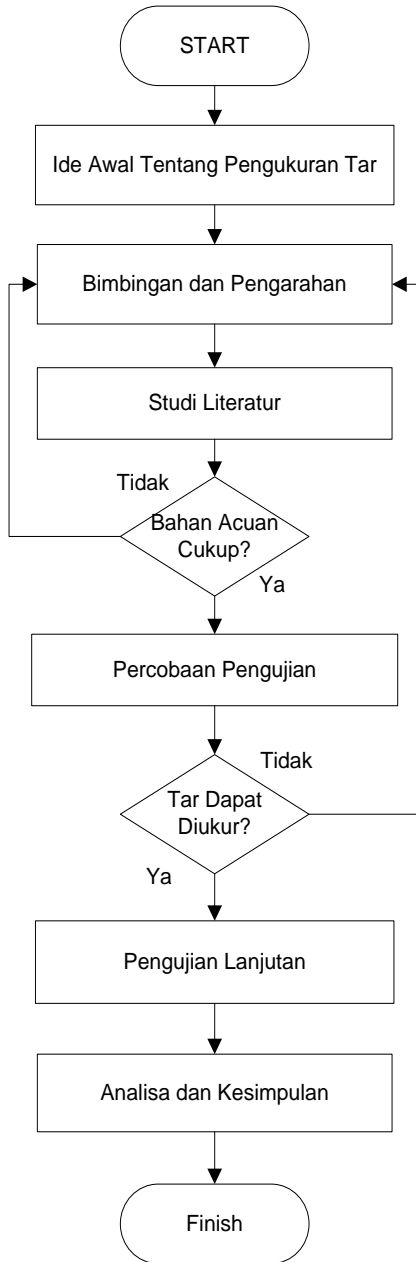 START
Ide Awal Tentang Pengukuran Tar
Bimbingan dan Pengarahan
Studi Literatur
Tidak
Bahan Acuan
Cukup?
Ya
Percobaan Pengujian
Tidak
Tar Dapat
Diukur?
Ya
Pengujian Lanjutan
Analisa dan Kesimpulan
Finish